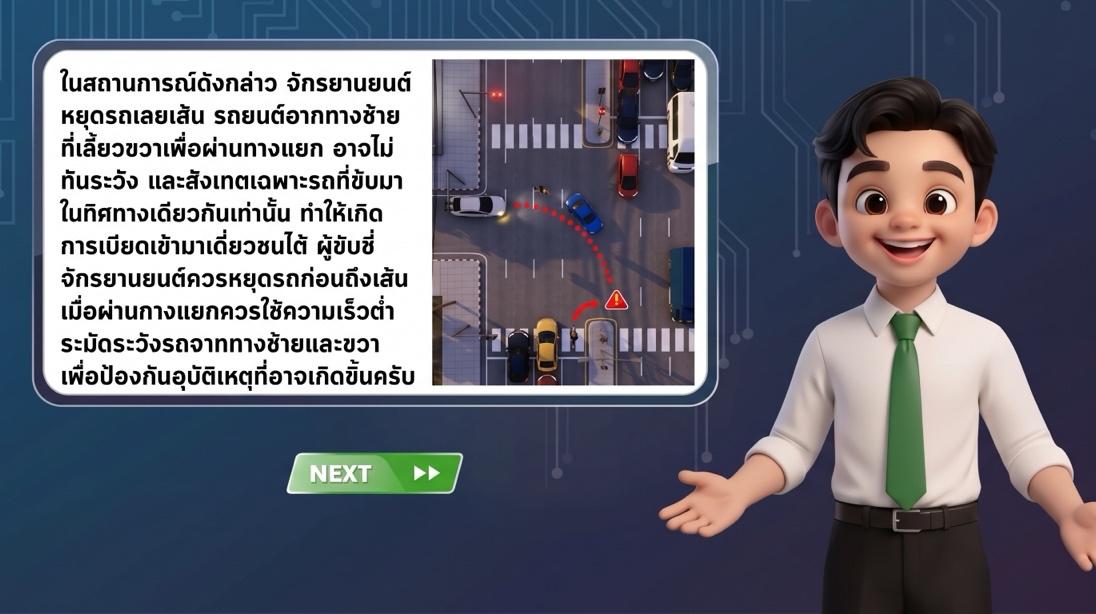 ในสถานการณ์ดังกล่าว จักรยานยนต์
หยุดรถเลยเส้น รถยนต์อากทางซ้าย
ที่เลี้ยวขวาเพื่อผ่านทางแยก อาจไม่
ทันระวัง และสังเทตเฉพาะรถที่ขับมา
ในทิศทางเดียวกันเท่านั้น ทำให้เกิด
การเบียดเข้ามาเดี่ยวชนไต้ ผู้ขับชี่
จักรยานยนต์ควรหยุดรถก่อนถึงเส้น
เมื่อผ่านกางแยกควรใช้ความเร็วต่ำ
ระมัดระวังรถจาททางซ้ายและขวา
เพื่อป้องกันอุบัติเหตุที่อาจเกิดขิ้นครับ
NEXT